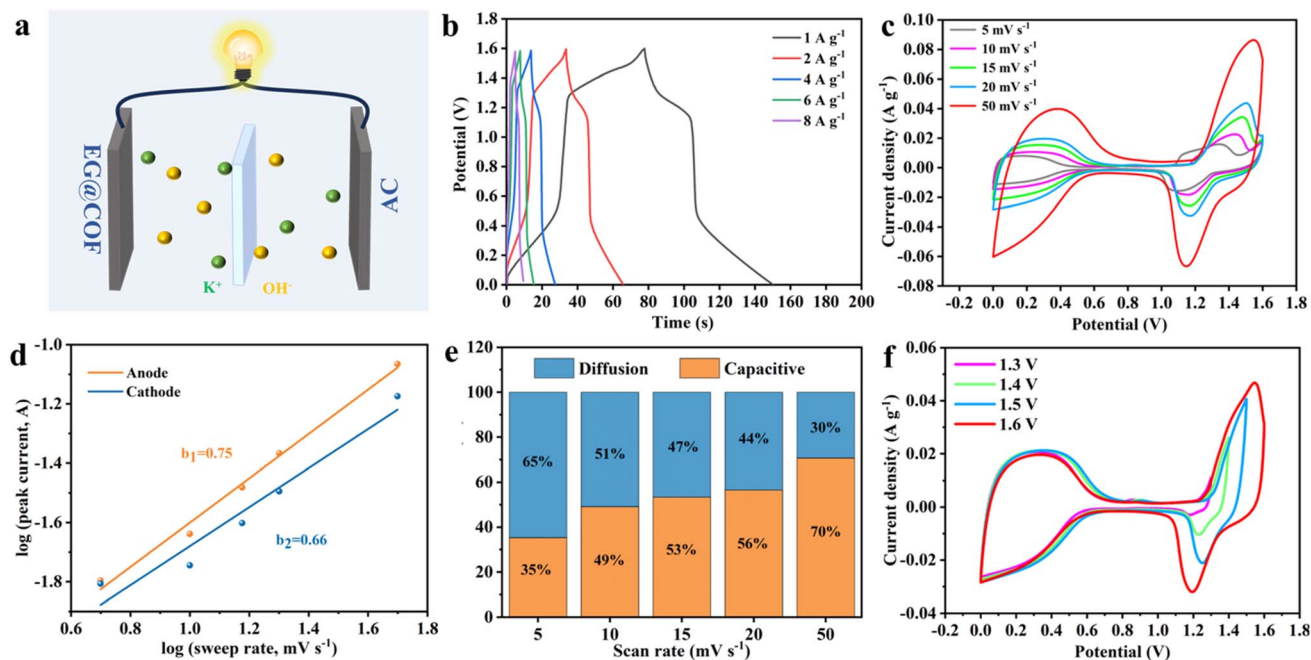 a
EG@COF
AC
K⁺
OH⁻
b
Potential (V)
1.8
1.6
1.4
1.2
1.0
0.8
0.6
0.4
0.2
0.0
1 A g⁻¹
2 A g⁻¹
4 A g⁻¹
6 A g⁻¹
8 A g⁻¹
0 20 40 60 80 100 120 140 160 180 200
Time (s)
c
Current density (A g⁻¹)
0.10
0.08
0.06
0.04
0.02
0.00
-0.02
-0.04
-0.06
-0.08
5 mV s⁻¹
10 mV s⁻¹
15 mV s⁻¹
20 mV s⁻¹
50 mV s⁻¹
-0.2 0.0 0.2 0.4 0.6 0.8 1.0 1.2 1.4 1.6 1.8
Potential (V)
d
log (peak current, A)
-1.0
-1.2
-1.4
-1.6
-1.8
Anode
Cathode
b₁=0.75
b₂=0.66
0.6 0.8 1.0 1.2 1.4 1.6 1.8
log (sweep rate, mV s⁻¹)
e
120
100
80
60
40
20
0
Diffusion
Capacitive
65%
51%
47%
44%
30%
35%
49%
53%
56%
70%
5 10 15 20 50
Scan rate (mV s⁻¹)
f
Current density (A g⁻¹)
0.06
0.04
0.02
0.00
-0.02
-0.04
1.3 V
1.4 V
1.5 V
1.6 V
0.0 0.2 0.4 0.6 0.8 1.0 1.2 1.4 1.6 1.8
Potential (V)